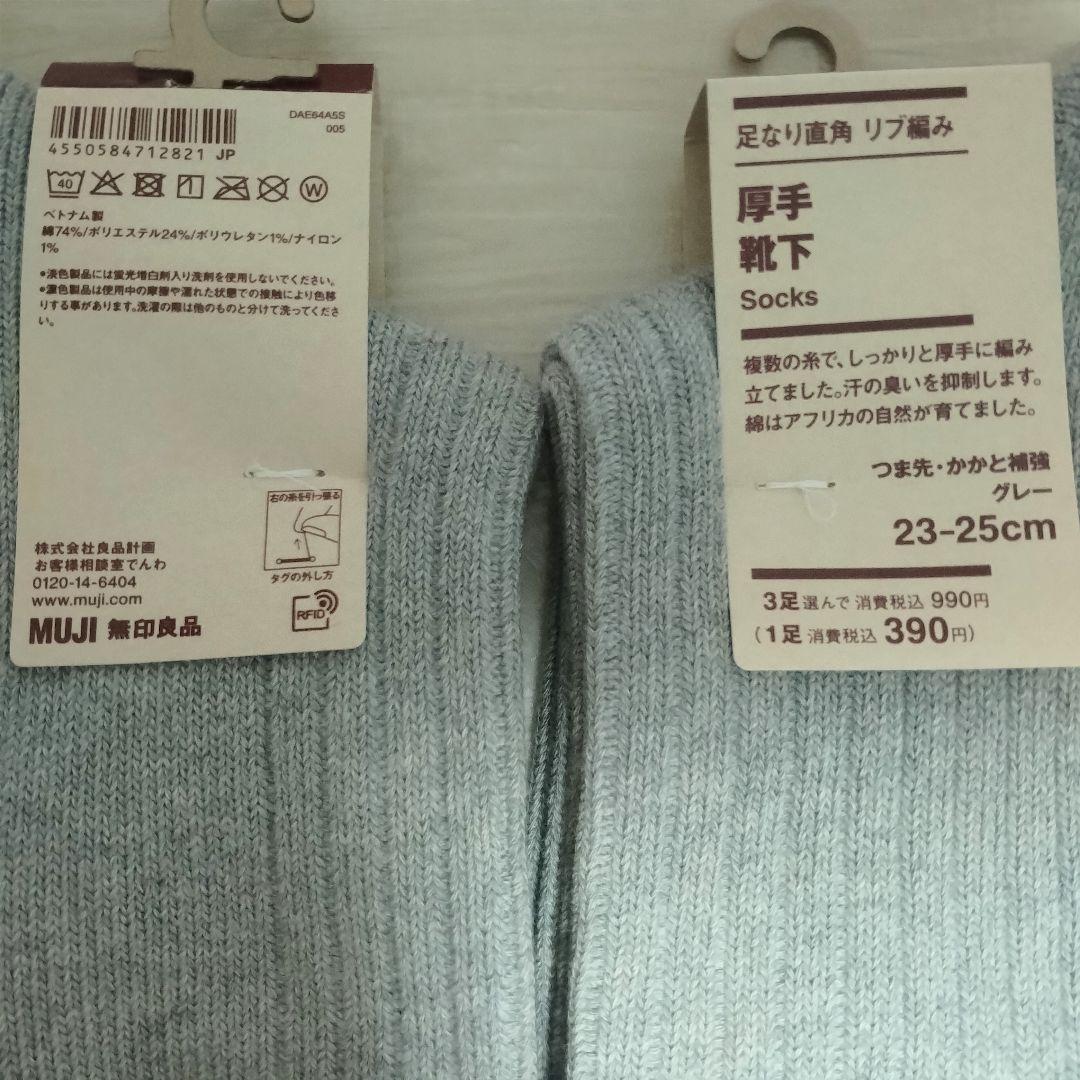 DAE64A5S
005
4550584712821 JP
40
W
ベトナム製
綿74%/ポリエステル24%/ポリウレタン1%/ナイロン
1%
●淡色製品には蛍光増白剤入り洗剤を使用しないでください。
●濃色製品は使用中の摩擦や濡れた状態での接触により色移
りする事があります。洗濯の際は他のものと分けて洗ってくださ
い。
右の糸を引っ張る
タグの外し方
株式会社良品計画
お客様相談室でんわ
0120-14-6404
www.muji.com
MUJI 無印良品
RFID
足なり直角 リブ編み
厚手
靴下
Socks
複数の糸で、しっかりと厚手に編み
立てました。汗の臭いを抑制します。
綿はアフリカの自然が育てました。
つま先・かかと補強
グレー
23-25cm
3足選んで 消費税込 990円
(1足 消費税込 390円)